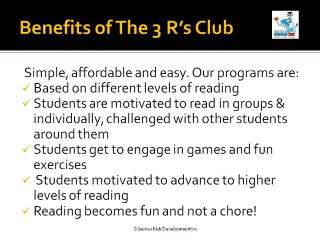 Benefits of The 3 R's Club
Simple, affordable and easy. Our programs are:
✓ Based on different levels of reading
✓ Students are motivated to read in groups &
individually, challenged with other students
around them
✓ Students get to engage in games and fun
exercises
✓ Students motivated to advance to higher
levels of reading
✓ Reading becomes fun and not a chore!
© Genius Kids Development Inc